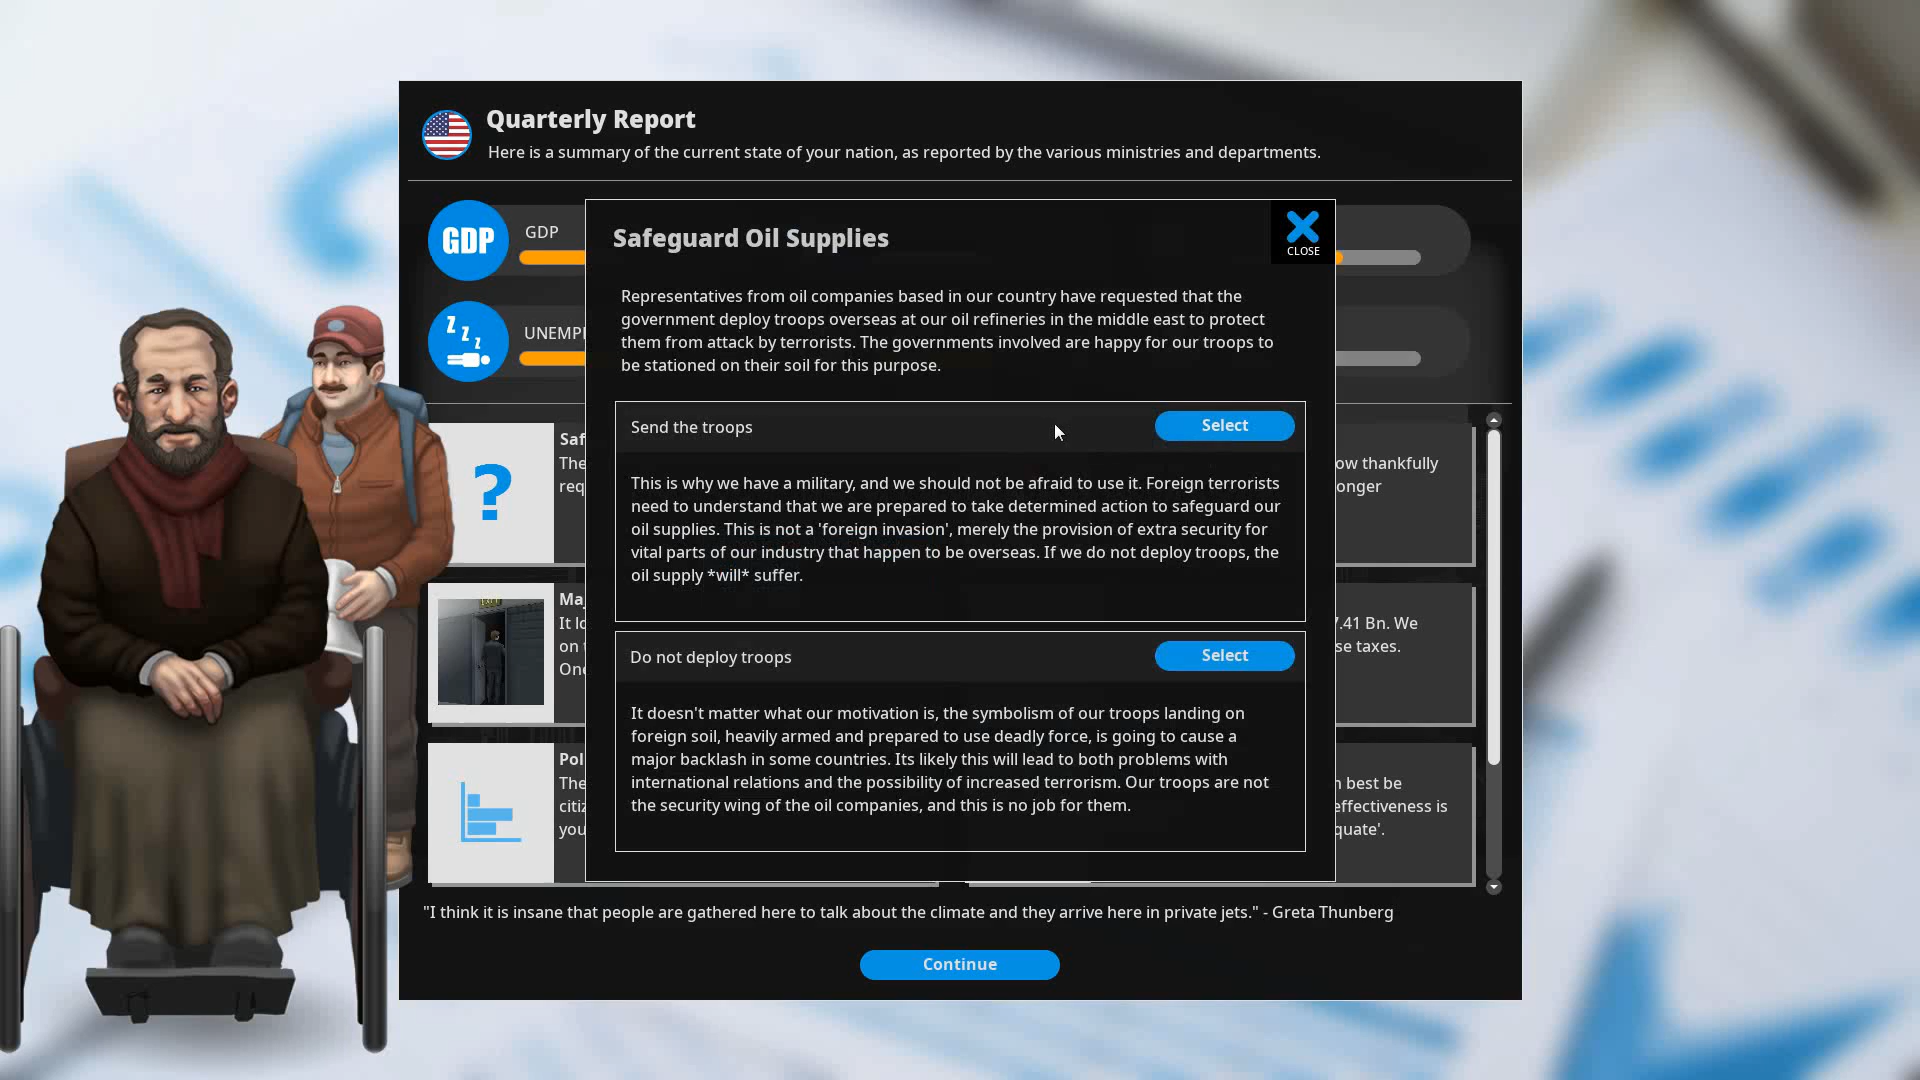 Quarterly Report
Here is a summary of the current state of your nation, as reported by the various ministries and departments.
GDP
GDP
Safeguard Oil Supplies
CLOSE
Representatives from oil companies based in our country have requested that the
government deploy troops overseas at our oil refineries in the middle east to protect
them from attack by terrorists. The governments involved are happy for our troops to
be stationed on their soil for this purpose.
Send the troops
Select
This is why we have a military, and we should not be afraid to use it. Foreign terrorists
need to understand that we are prepared to take determined action to safeguard our
oil supplies. This is not a 'foreign invasion', merely the provision of extra security for
vital parts of our industry that happen to be overseas. If we do not deploy troops, the
oil supply *will* suffer.
Do not deploy troops
Select
It doesn't matter what our motivation is, the symbolism of our troops landing on
foreign soil, heavily armed and prepared to use deadly force, is going to cause a
major backlash in some countries. Its likely this will lead to both problems with
international relations and the possibility of increased terrorism. Our troops are not
the security wing of the oil companies, and this is no job for them.
z z z
UNEMP
?
Saf
The
req
ow thankfully
onger
EXIT
Ma
It lo
on
One
7.41 Bn. We
se taxes.
Pol
The
citiz
you
n best be
effectiveness is
quate'.
"I think it is insane that people are gathered here to talk about the climate and they arrive here in private jets." - Greta Thunberg
Continue